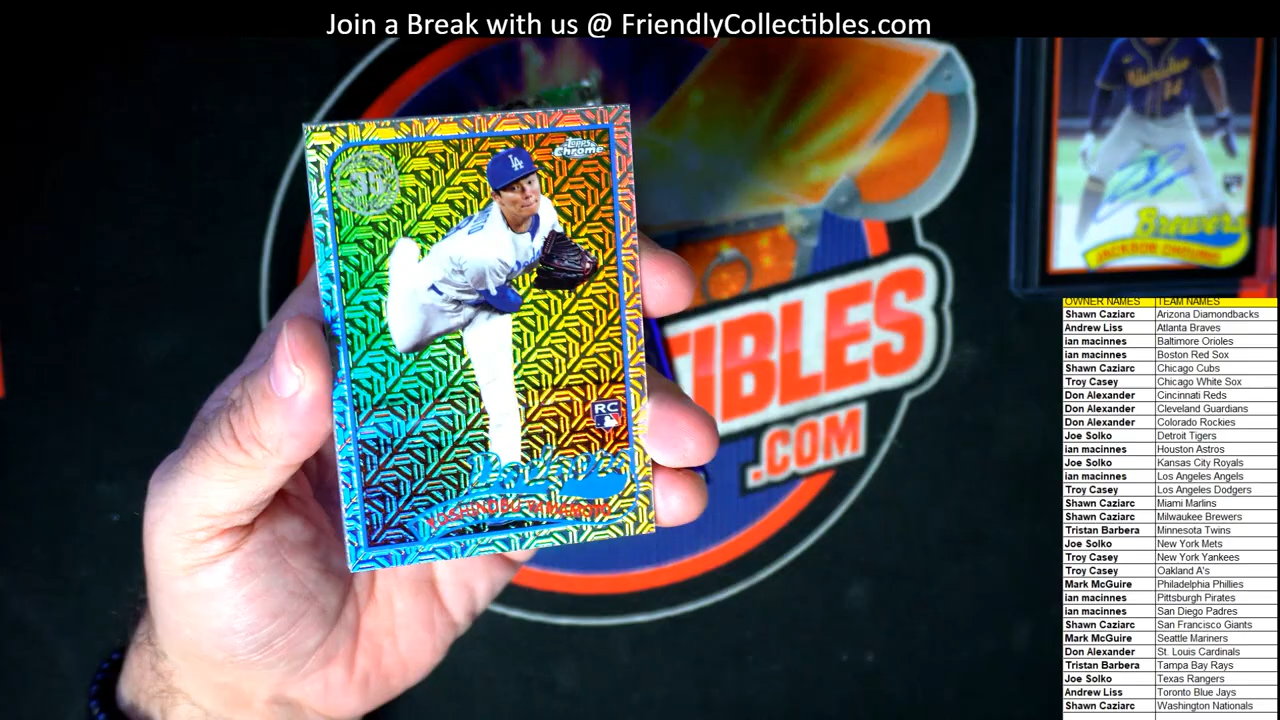 Join a Break with us @ FriendlyCollectibles.com
LA
Topps
Chrome
35
RC
Dodgers
YOSHINOBU YAMAMOTO
TIBLES
.COM
Brewers
JACKSON CHOURIO
OWNER NAMES TEAM NAMES
Shawn Caziarc Arizona Diamondbacks
Andrew Liss Atlanta Braves
ian macinnes Baltimore Orioles
ian macinnes Boston Red Sox
Shawn Caziarc Chicago Cubs
Troy Casey Chicago White Sox
Don Alexander Cincinnati Reds
Don Alexander Cleveland Guardians
Don Alexander Colorado Rockies
Joe Solko Detroit Tigers
ian macinnes Houston Astros
Joe Solko Kansas City Royals
ian macinnes Los Angeles Angels
Troy Casey Los Angeles Dodgers
Shawn Caziarc Miami Marlins
Shawn Caziarc Milwaukee Brewers
Tristan Barbera Minnesota Twins
Joe Solko New York Mets
Troy Casey New York Yankees
Troy Casey Oakland A's
Mark McGuire Philadelphia Phillies
ian macinnes Pittsburgh Pirates
ian macinnes San Diego Padres
Shawn Caziarc San Francisco Giants
Mark McGuire Seattle Mariners
Don Alexander St. Louis Cardinals
Tristan Barbera Tampa Bay Rays
Joe Solko Texas Rangers
Andrew Liss Toronto Blue Jays
Shawn Caziarc Washington Nationals